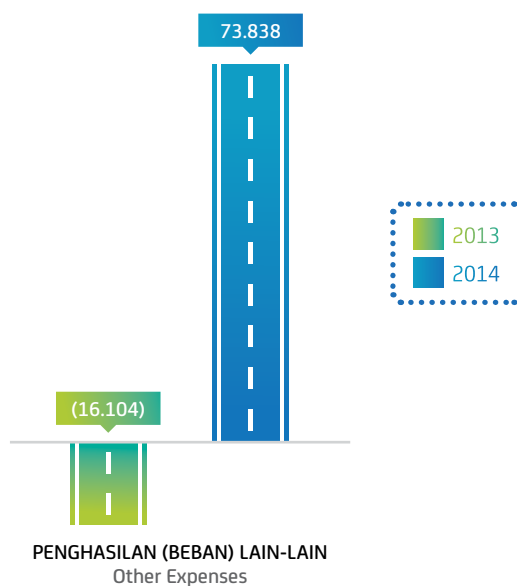 73.838
2013
2014
(16.104)
PENGHASILAN (BEBAN) LAIN-LAIN
Other Expenses